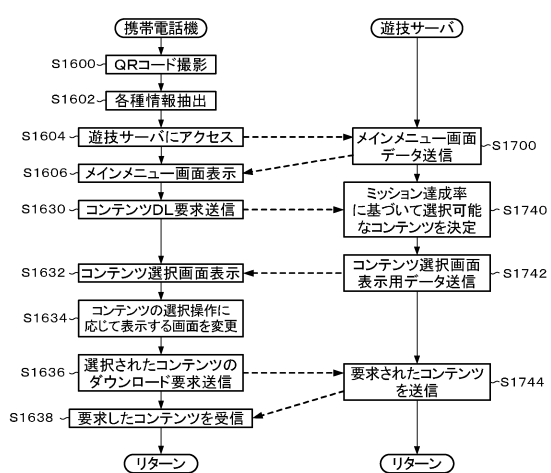 携帯電話機
遊技サーバ
S1600
QRコード撮影
S1602
各種情報抽出
S1604
遊技サーバにアクセス
メインメニュー画面
データ送信
S1700
S1606
メインメニュー画面表示
S1630
コンテンツDL要求送信
ミッション達成率
に基づいて選択可能
なコンテンツを決定
S1740
S1632
コンテンツ選択画面表示
コンテンツ選択画面
表示用データ送信
S1742
S1634
コンテンツの選択操作に
応じて表示する画面を変更
S1636
選択されたコンテンツの
ダウンロード要求送信
要求されたコンテンツ
を送信
S1744
S1638
要求したコンテンツを受信
リターン
リターン